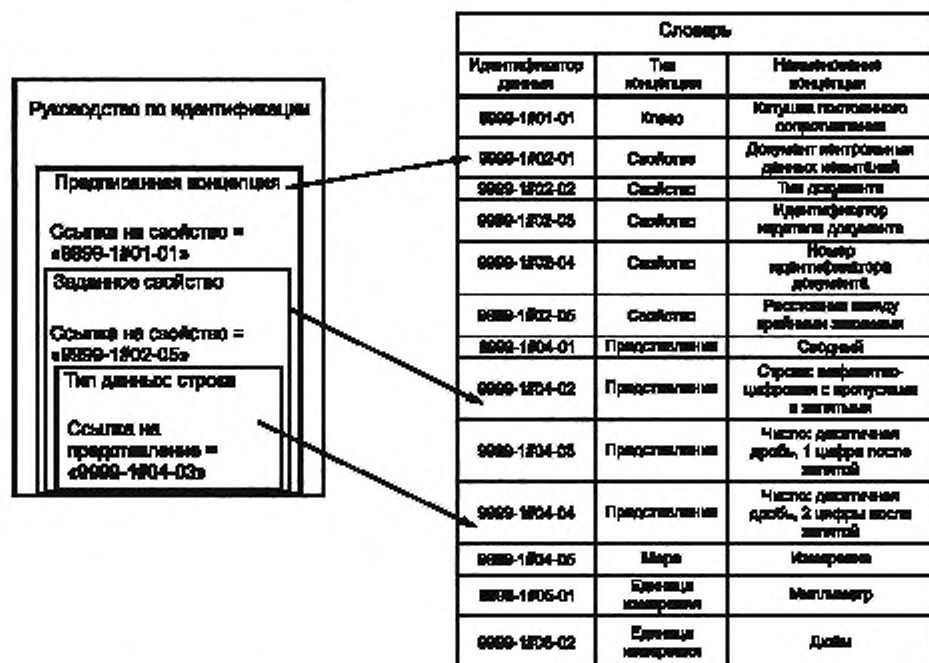 Руководство по идентификации
Предписанная концепция
Ссылка на свойство =
«9999-1#01-01»
Заданное свойство
Ссылка на свойство =
«9999-1#02-05»
Тип данных: строка
Ссылка на
представление =
«9999-1#04-03»
Словарь
Идентификатор данных
Тип концепции
Наименование концепции
9999-1#01-01
Класс
Катушка постоянного сопротивления
9999-1#02-01
Свойство
Документ контрольных данных
9999-1#02-02
Свойство
Тип документа
9999-1#02-03
Свойство
Идентификатор издателя документа
9999-1#02-04
Свойство
Номер идентификатора документа
9999-1#02-05
Свойство
Расстояние между крайними
9999-1#04-01
Представление
Сводный
9999-1#04-02
Представление
Строка: алфавитно-
цифровая с пропусками
и запятыми
9999-1#04-03
Представление
Число: десятичная
дробь, 1 цифра после
запятой
9999-1#04-04
Представление
Число: десятичная
дробь, 2 цифры после
запятой
9999-1#04-05
Мера
Измерение
9999-1#05-01
Единица измерения
Миллиметр
9999-1#05-02
Единица измерения
Дюйм